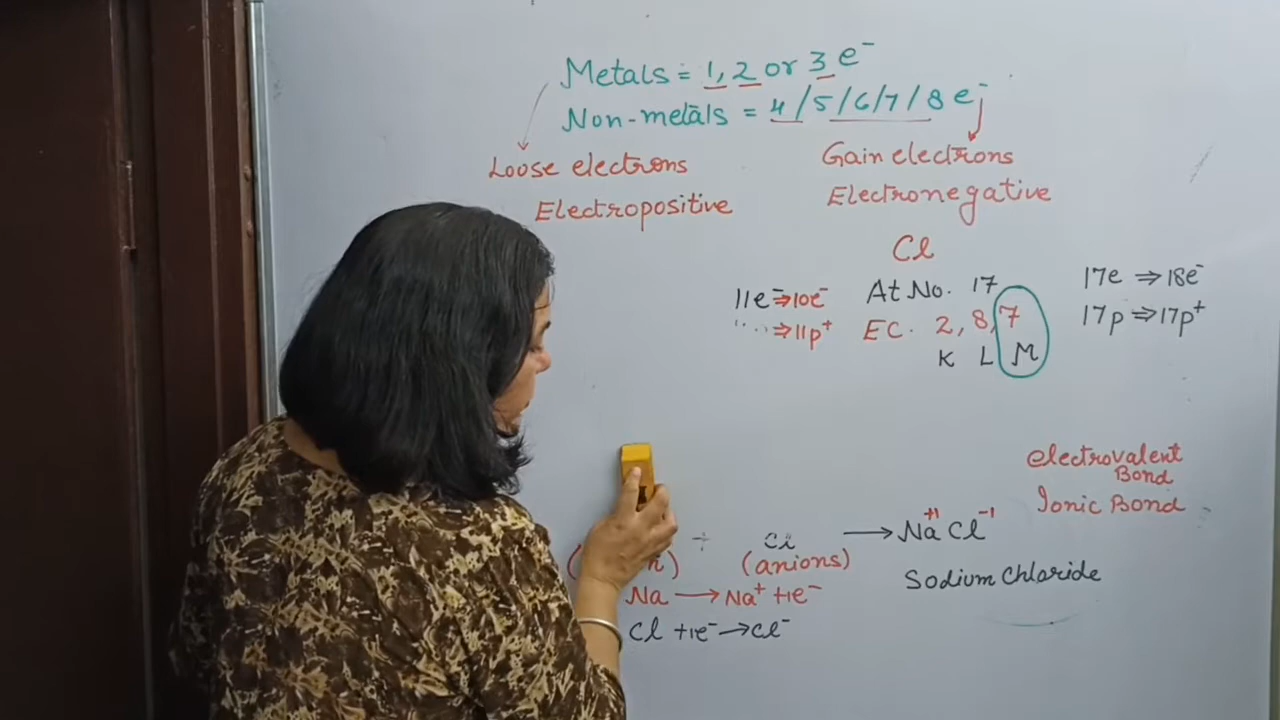 Metals = 1, 2 or 3 e⁻
Non-metals = 4/5/6/7/8 e⁻
Loose electrons
Electropositive
Gain electrons
Electronegative
Cl
11e⁻ ⇒ 10e⁻
⇒ 11p⁺
At No. 17
EC. 2, 8, 7
K L M
17e ⇒ 18e⁻
17p ⇒ 17p⁺
electrovalent
Bond
Ionic Bond
+ Cl ⟶ Na⁺¹ Cl⁻¹
(anions)
Sodium Chloride
Na ⟶ Na⁺ +1e⁻
Cl +1e⁻ ⟶ Cl⁻